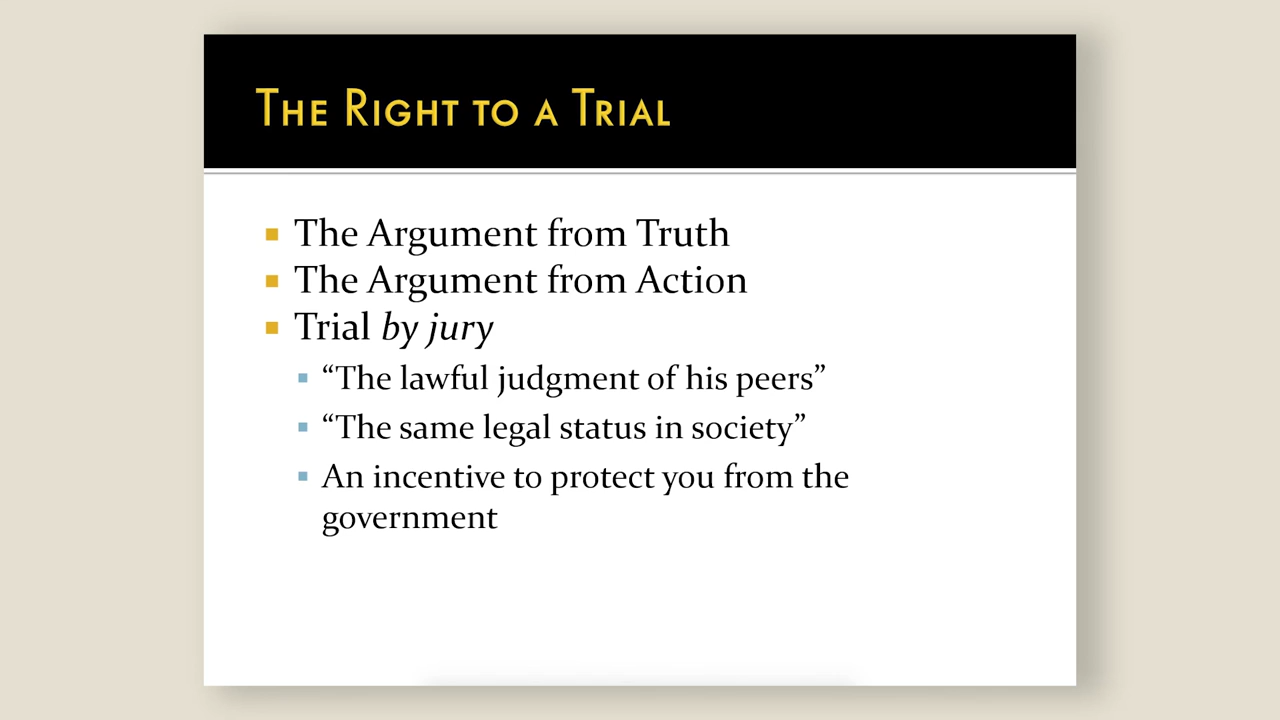 The Right to a Trial
The Argument from Truth
The Argument from Action
Trial by jury
“The lawful judgment of his peers”
“The same legal status in society”
An incentive to protect you from the
government